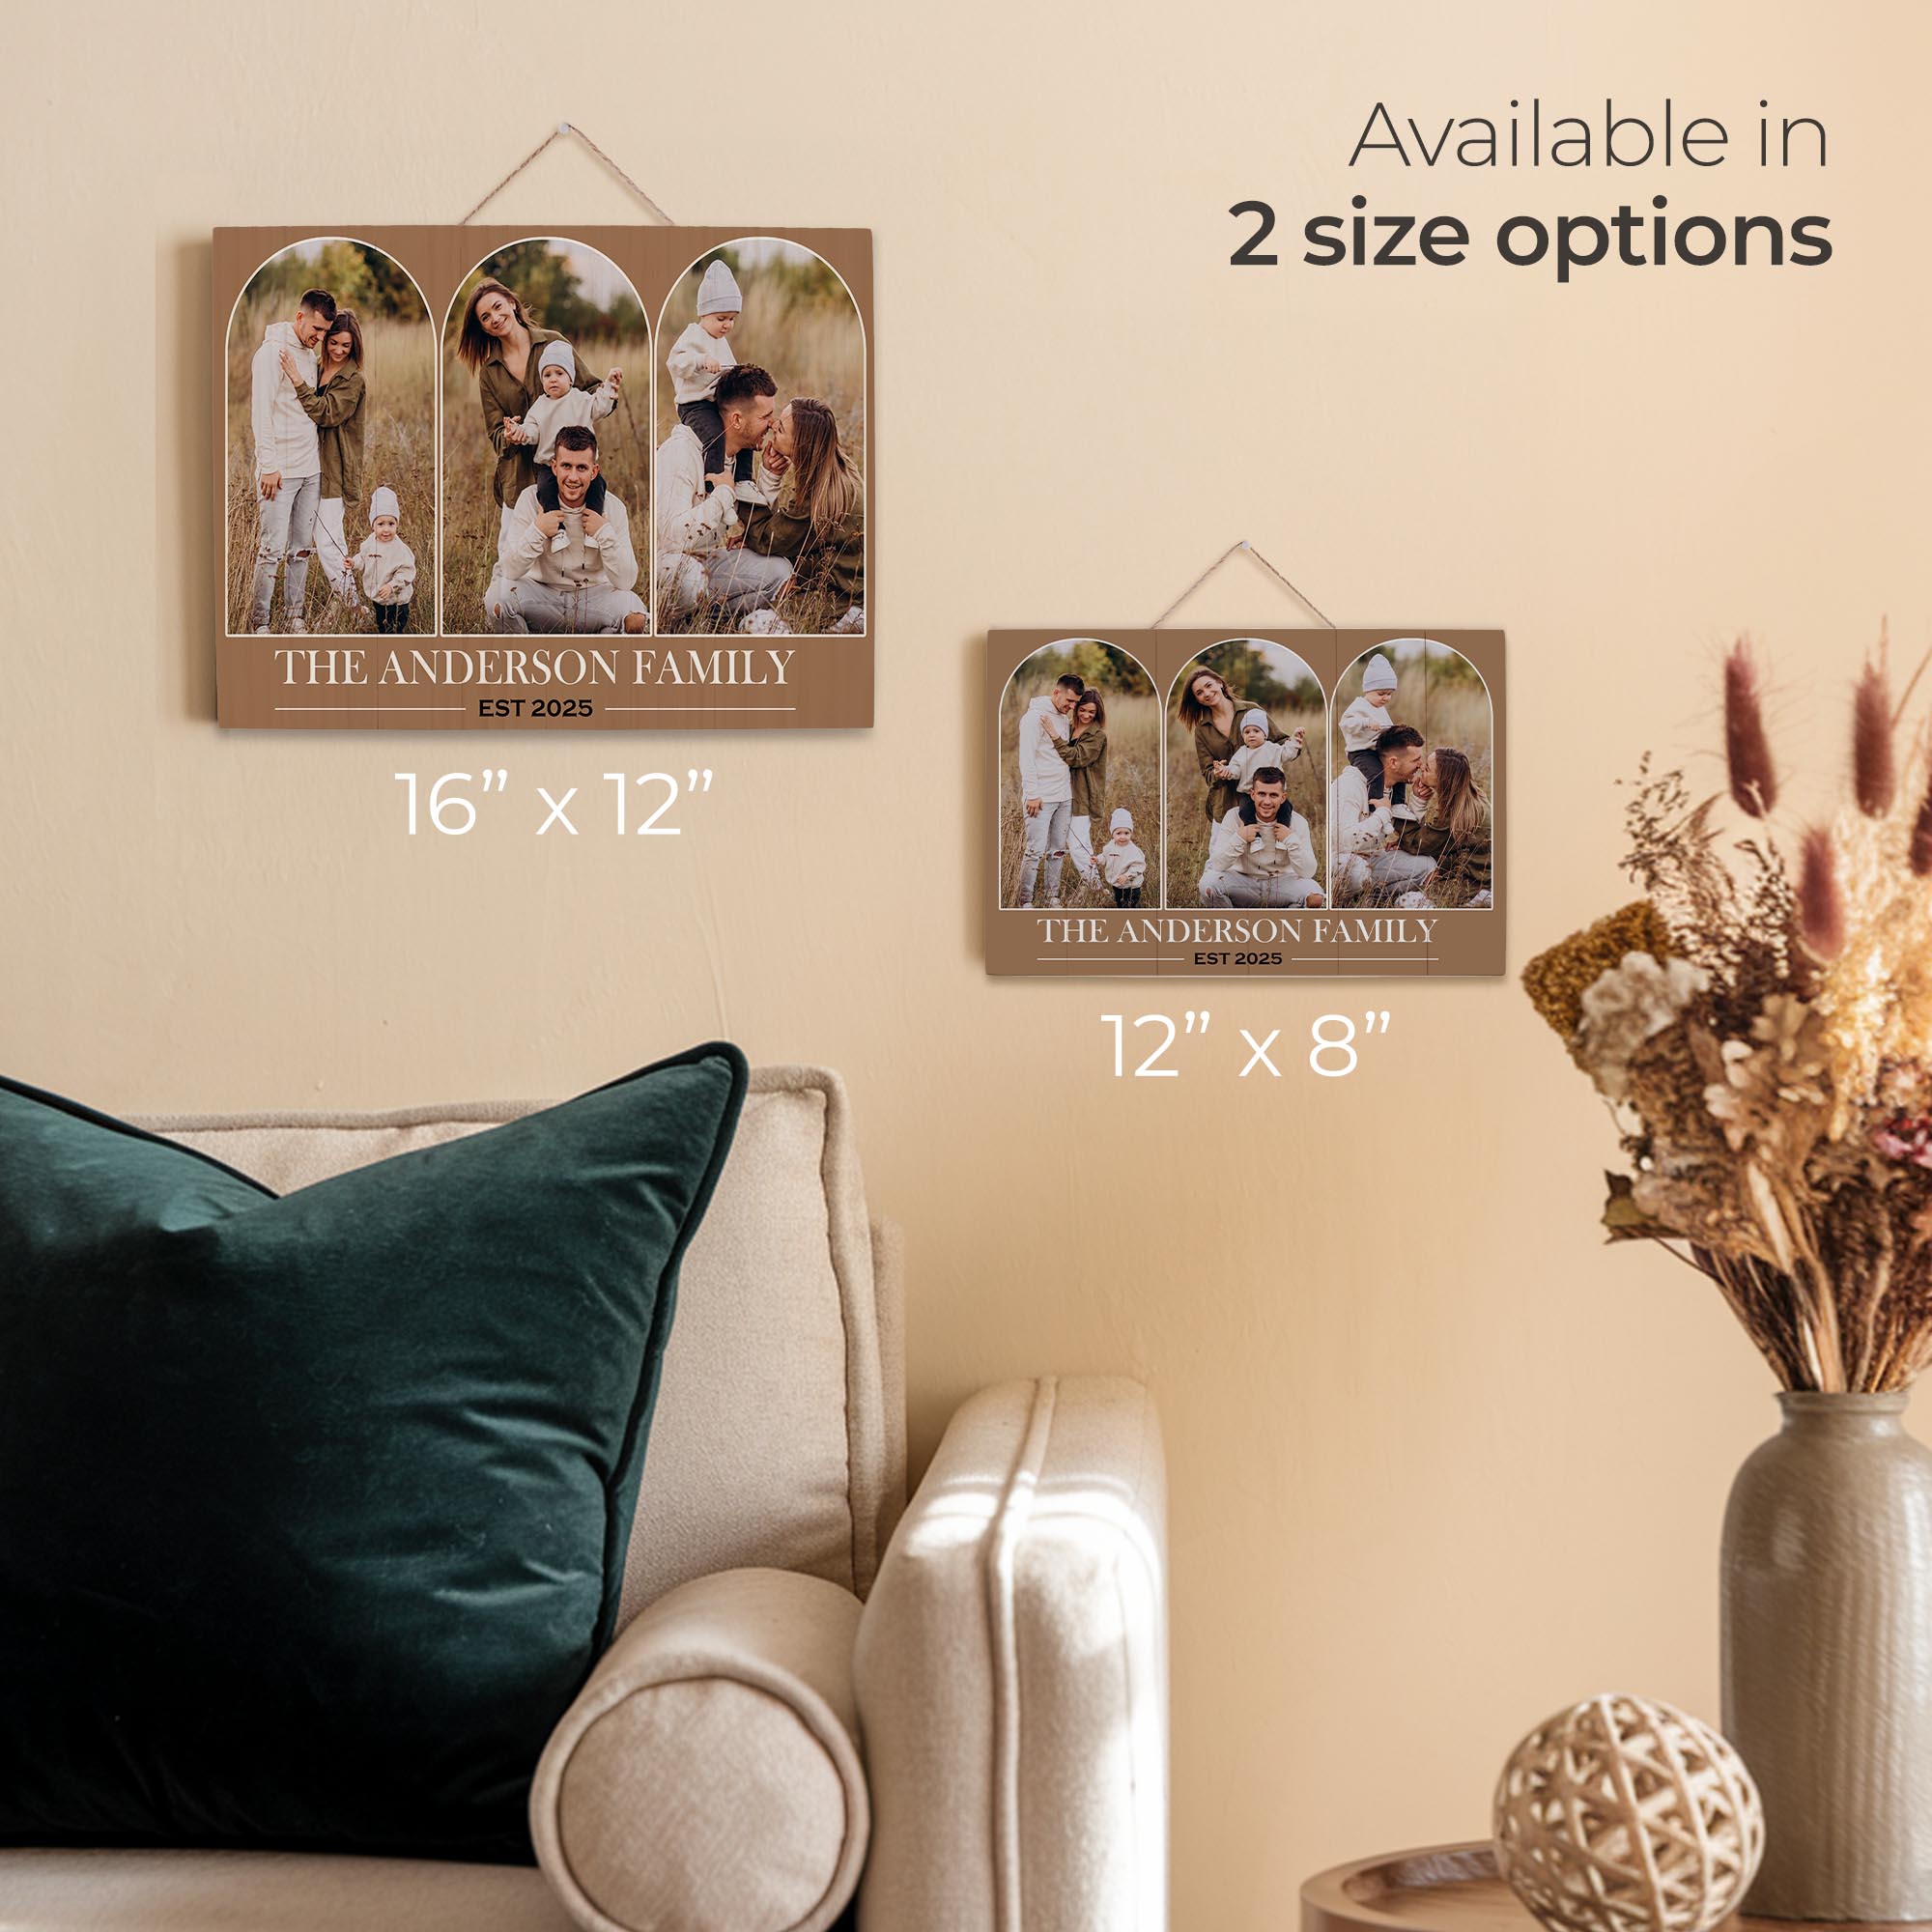 Available in
2 size options
THE ANDERSON FAMILY
EST 2025
16” x 12”
THE ANDERSON FAMILY
EST 2025
12” x 8”